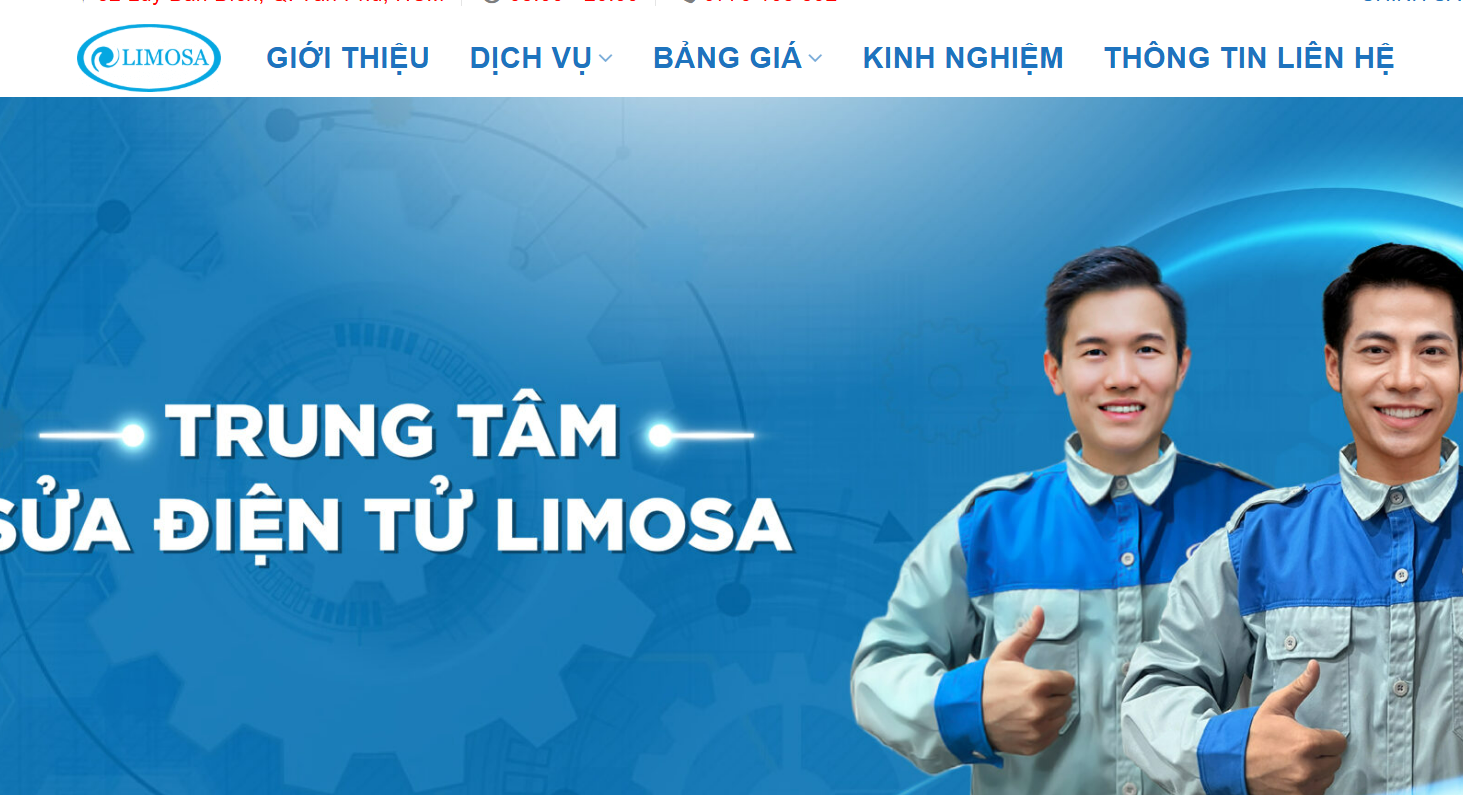 LIMOSA
GIỚI THIỆU
DỊCH VỤ
BẢNG GIÁ
KINH NGHIỆM
THÔNG TIN LIÊN HỆ
TRUNG TÂM
SỬA ĐIỆN TỬ LIMOSA